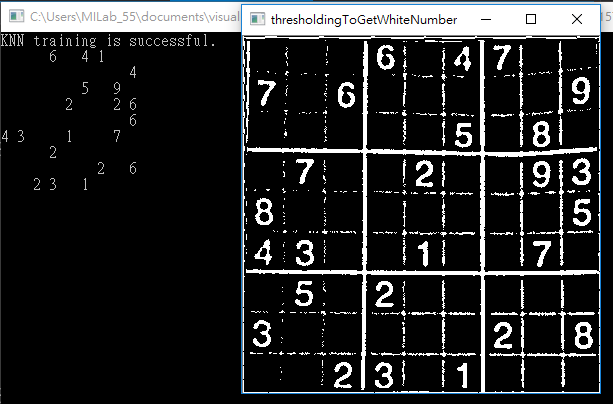 C:\Users\MILab_55\documents\visual
KNN training is successful.
6 4 1
4
5 9
2 2 6
6
4 3 1 7
2
2 6
2 3 1
thresholdingToGetWhiteNumber
6 4 7
7 6 9
5 8
7 2 9 3
8 5
4 3 1 7
5 2
3 2 8
2 3 1